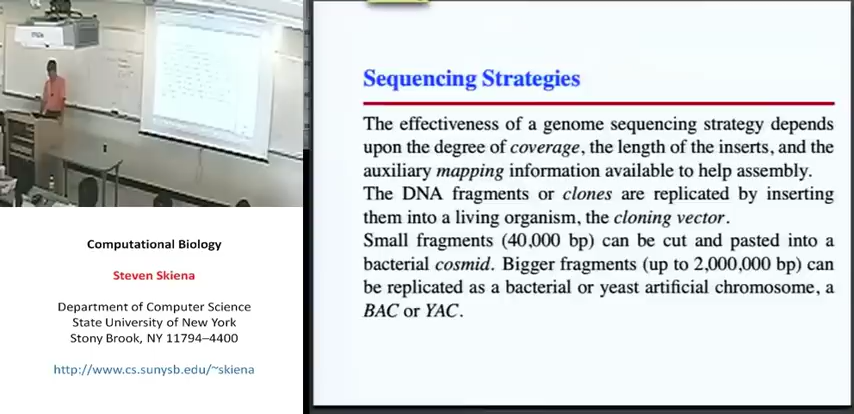 Computational Biology
Steven Skiena
Department of Computer Science
State University of New York
Stony Brook, NY 11794–4400
http://www.cs.sunysb.edu/~skiena
Sequencing Strategies
The effectiveness of a genome sequencing strategy depends
upon the degree of coverage, the length of the inserts, and the
auxiliary mapping information available to help assembly.
The DNA fragments or clones are replicated by inserting
them into a living organism, the cloning vector.
Small fragments (40,000 bp) can be cut and pasted into a
bacterial cosmid. Bigger fragments (up to 2,000,000 bp) can
be replicated as a bacterial or yeast artificial chromosome, a
BAC or YAC.